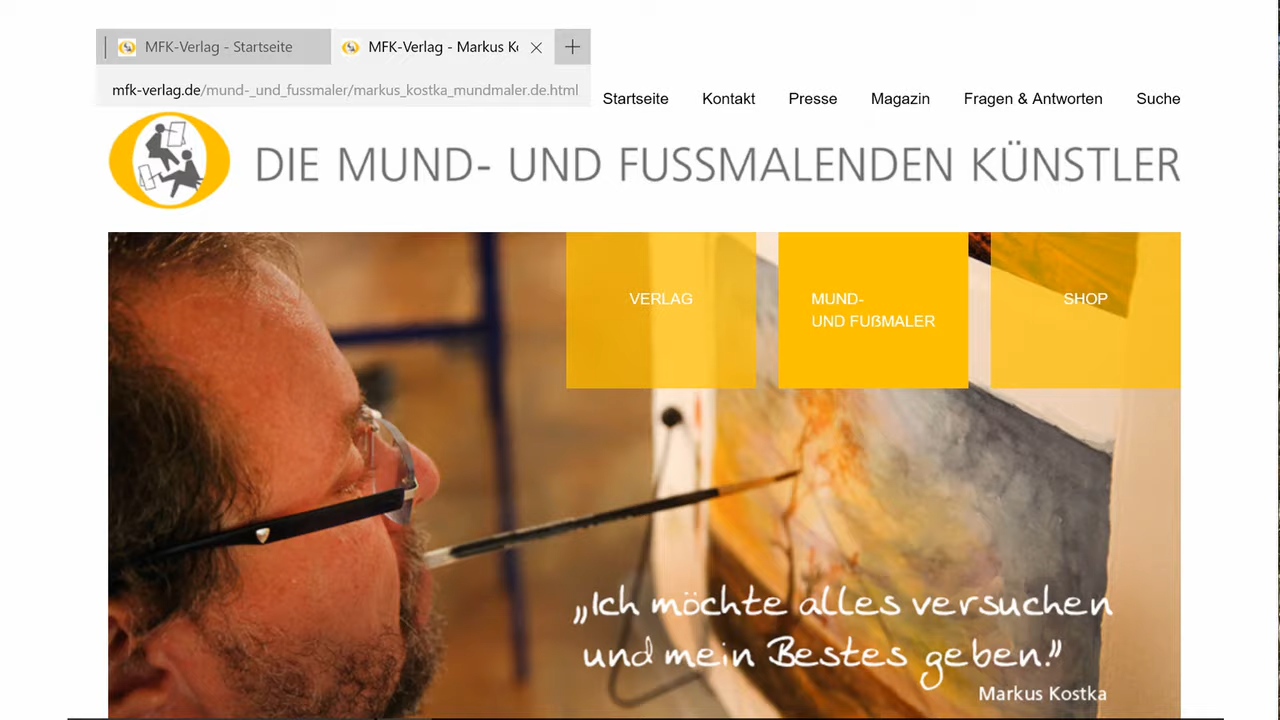 MFK-Verlag - Startseite
MFK-Verlag - Markus Ko
mfk-verlag.de/mund-_und_fussmaler/markus_kostka_mundmaler.de.html
Startseite Kontakt Presse Magazin Fragen & Antworten Suche
DIE MUND- UND FUSSMALENDEN KÜNSTLER
VERLAG
MUND-
UND FUßMALER
SHOP
„Ich möchte alles versuchen
und mein Bestes geben.”
Markus Kostka